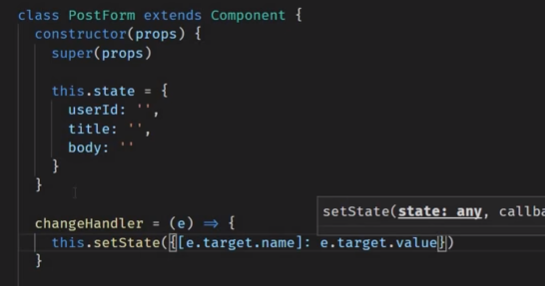 class PostForm extends Component {
constructor(props) {
super(props)
this.state = {
userId: '',
title: '',
body: ''
}
}
changeHandler = (e) => {
setState(state: any, callba
this.setState({[e.target.name]: e.target.value})
}